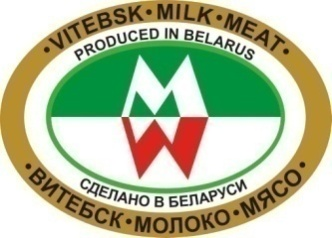 ·VITEBSK·MILK·MEAT·
PRODUCED IN BELARUS
M
W
СДЕЛАНО В БЕЛАРУСИ
·ВИТЕБСК·МОЛОКО·МЯСО·